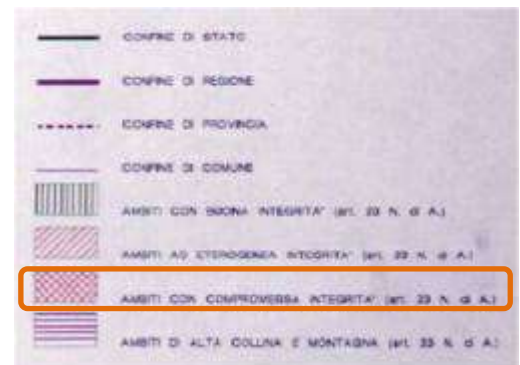 CONFINE DI STATO
CONFINE DI REGIONE
CONFINE DI PROVINCIA
CONFINE DI COMUNE
AMBITI CON BUONA INTEGRITA' (art. 23 N. di A.)
AMBITI AD ETEROGENEA INTEGRITA' (art. 23 N. di A.)
AMBITI CON COMPROMESSA INTEGRITA' (art. 23 N. di A.)
AMBITI DI ALTA COLLINA E MONTAGNA (art. 23 N. di A.)